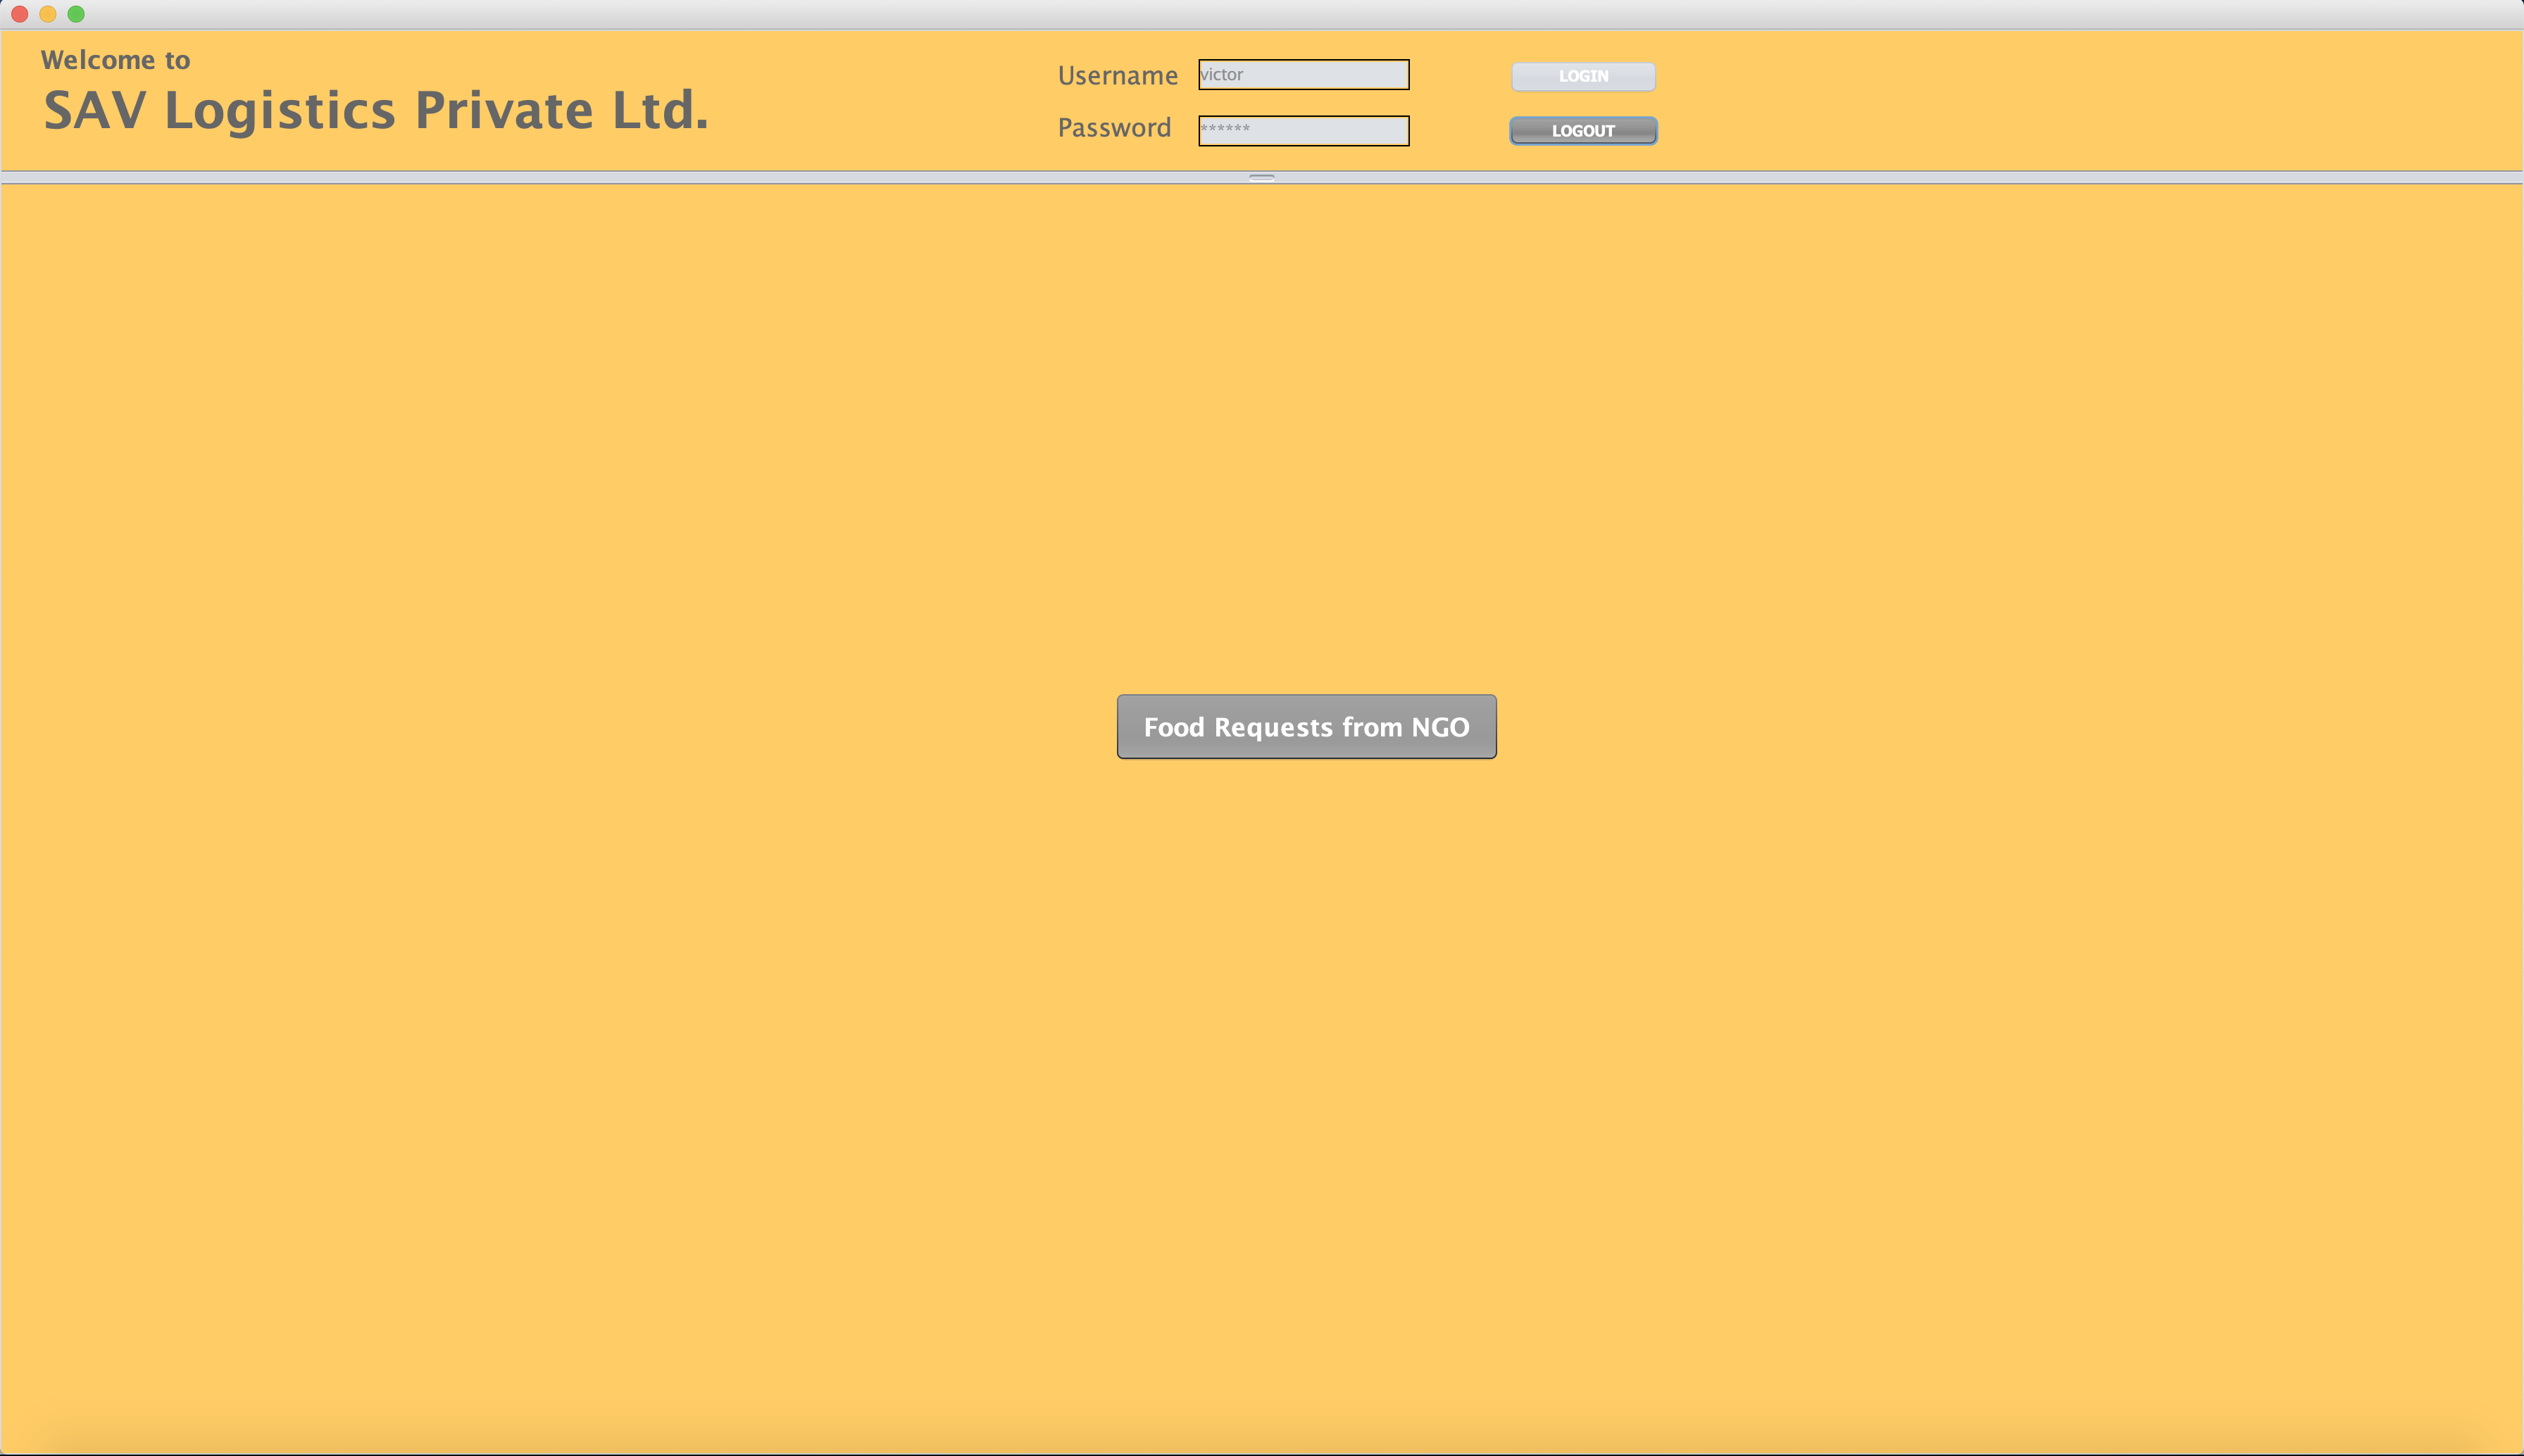 Welcome to
SAV Logistics Private Ltd.
Username victor LOGIN
Password ****** LOGOUT
Food Requests from NGO